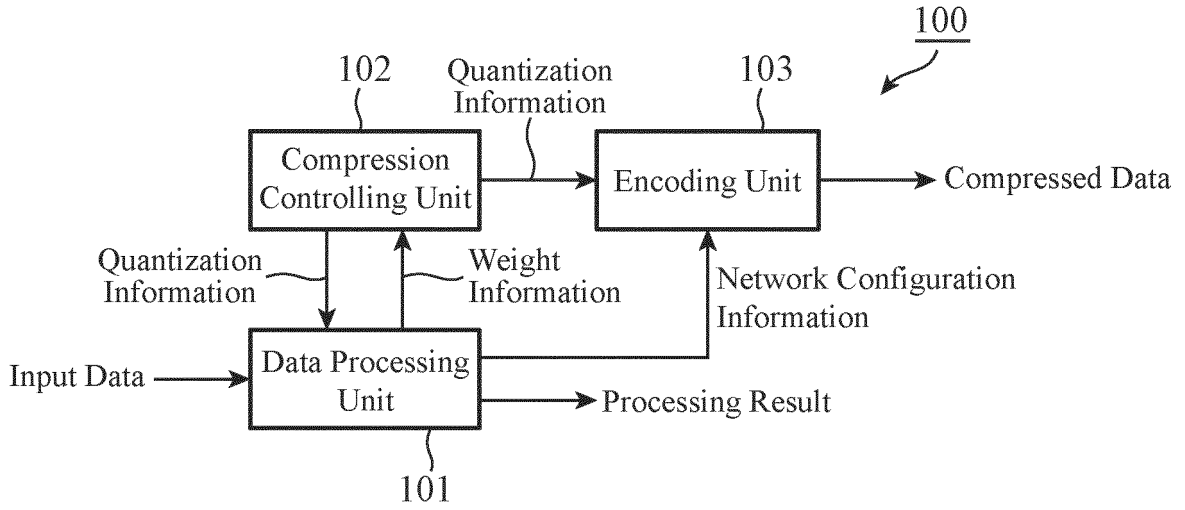 100
102
Quantization
Information
103
Compression
Controlling Unit
Encoding Unit
Compressed Data
Quantization
Information
Weight
Information
Network Configuration
Information
Input Data
Data Processing
Unit
Processing Result
101